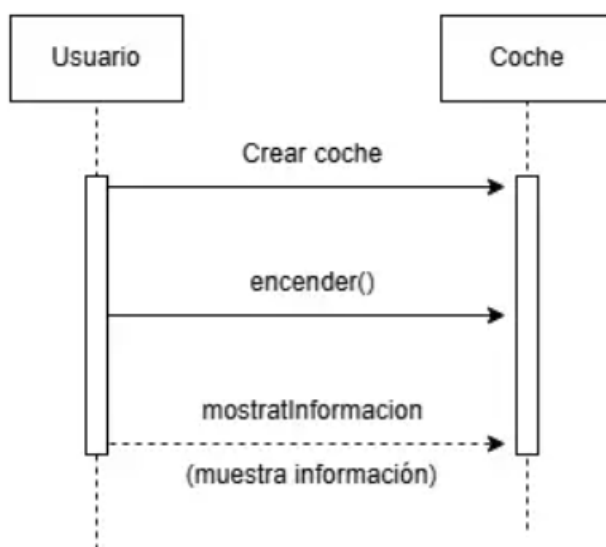 Usuario
Coche
Crear coche
encender()
mostratInformacion
(muestra información)